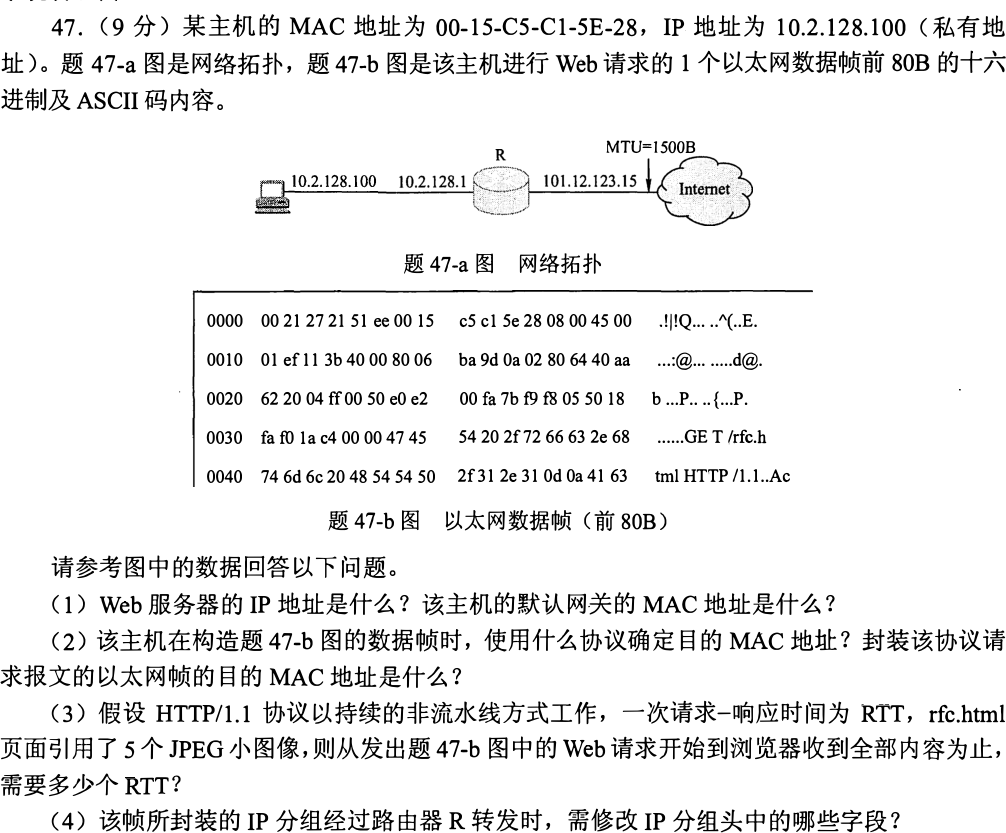 47.（9 分）某主机的 MAC 地址为 00-15-C5-C1-5E-28，IP 地址为 10.2.128.100（私有地
址）。题 47-a 图是网络拓扑，题 47-b 图是该主机进行 Web 请求的 1 个以太网数据帧前 80B 的十六
进制及 ASCII 码内容。
R MTU=1500B
10.2.128.100 10.2.128.1 101.12.123.15 Internet
题 47-a 图 网络拓扑
0000 00 21 27 21 51 ee 00 15 c5 c1 5e 28 08 00 45 00 .!|!Q... ..^(..E.
0010 01 ef 11 3b 40 00 80 06 ba 9d 0a 02 80 64 40 aa ...:@... .....d@.
0020 62 20 04 ff 00 50 e0 e2 00 fa 7b f9 f8 05 50 18 b ...P.. ..{...P.
0030 fa f0 1a c4 00 00 47 45 54 20 2f 72 66 63 2e 68 ......GE T /rfc.h
0040 74 6d 6c 20 48 54 54 50 2f 31 2e 31 0d 0a 41 63 tml HTTP /1.1..Ac
题 47-b 图 以太网数据帧（前 80B）
请参考图中的数据回答以下问题。
（1）Web 服务器的 IP 地址是什么？该主机的默认网关的 MAC 地址是什么？
（2）该主机在构造题 47-b 图的数据帧时，使用什么协议确定目的 MAC 地址？封装该协议请
求报文的以太网帧的目的 MAC 地址是什么？
（3）假设 HTTP/1.1 协议以持续的非流水线方式工作，一次请求–响应时间为 RTT，rfc.html
页面引用了 5 个 JPEG 小图像，则从发出题 47-b 图中的 Web 请求开始到浏览器收到全部内容为止，
需要多少个 RTT？
（4）该帧所封装的 IP 分组经过路由器 R 转发时，需修改 IP 分组头中的哪些字段？